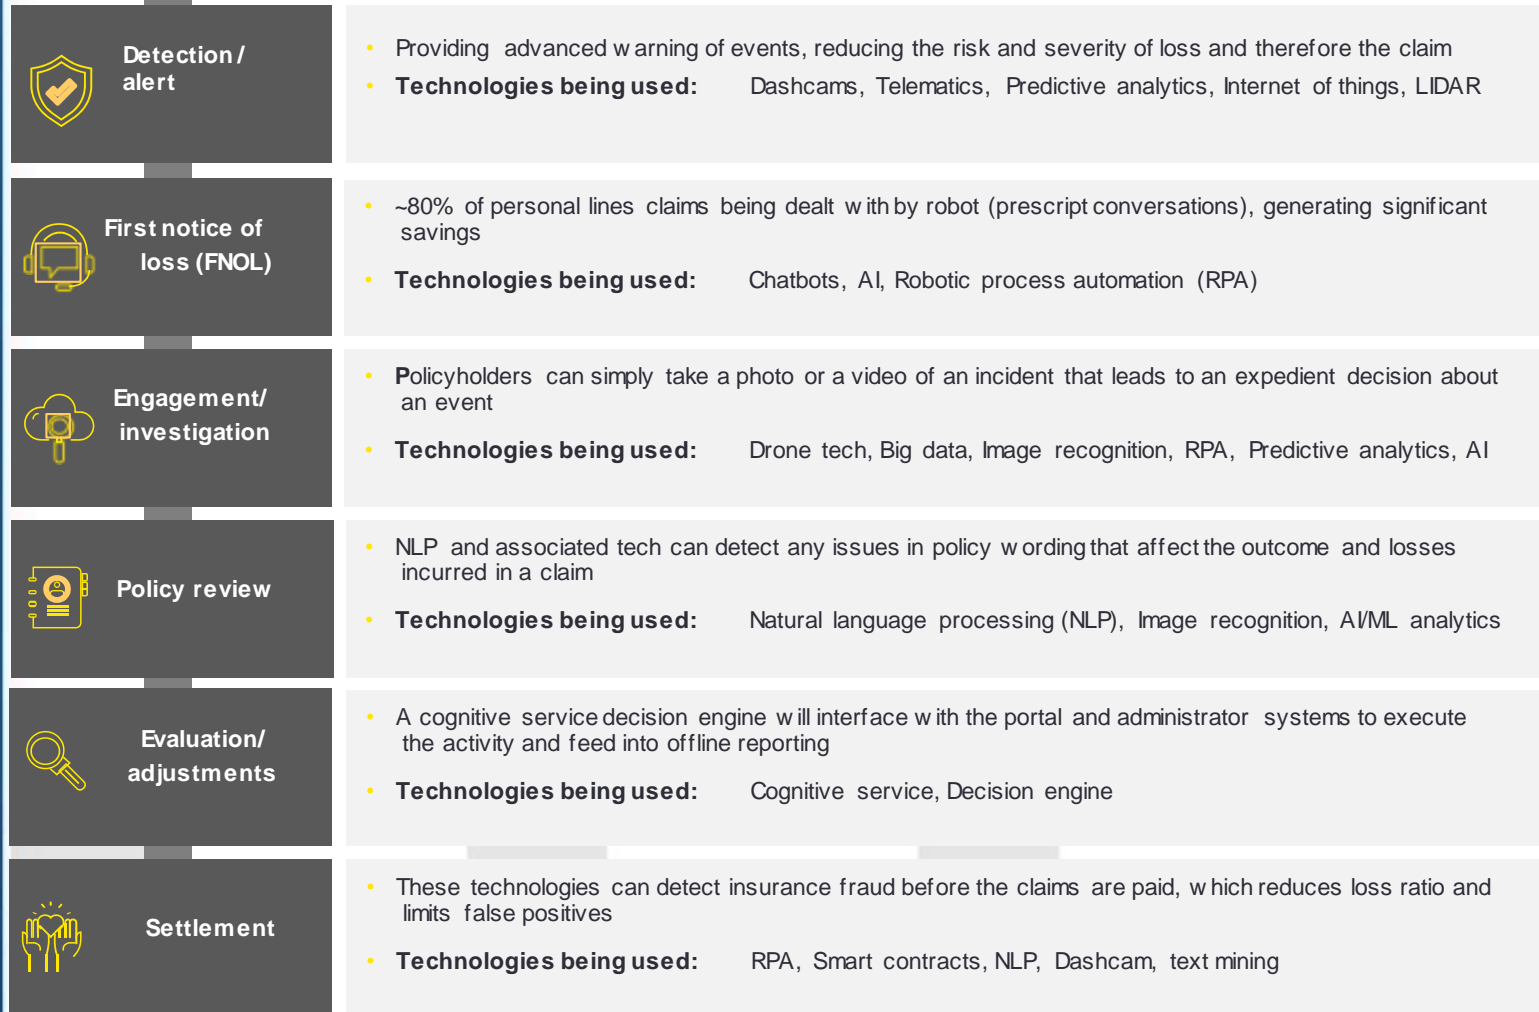 Detection /
alert
• Providing advanced warning of events, reducing the risk and severity of loss and therefore the claim
• Technologies being used: Dashcams, Telematics, Predictive analytics, Internet of things, LIDAR
First notice of
loss (FNOL)
• ~80% of personal lines claims being dealt with by robot (prescript conversations), generating significant
savings
• Technologies being used: Chatbots, AI, Robotic process automation (RPA)
Engagement/
investigation
• Policyholders can simply take a photo or a video of an incident that leads to an expedient decision about
an event
• Technologies being used: Drone tech, Big data, Image recognition, RPA, Predictive analytics, AI
Policy review
• NLP and associated tech can detect any issues in policy wording that affect the outcome and losses
incurred in a claim
• Technologies being used: Natural language processing (NLP), Image recognition, AI/ML analytics
Evaluation/
adjustments
• A cognitive service decision engine will interface with the portal and administrator systems to execute
the activity and feed into offline reporting
• Technologies being used: Cognitive service, Decision engine
Settlement
• These technologies can detect insurance fraud before the claims are paid, which reduces loss ratio and
limits false positives
• Technologies being used: RPA, Smart contracts, NLP, Dashcam, text mining